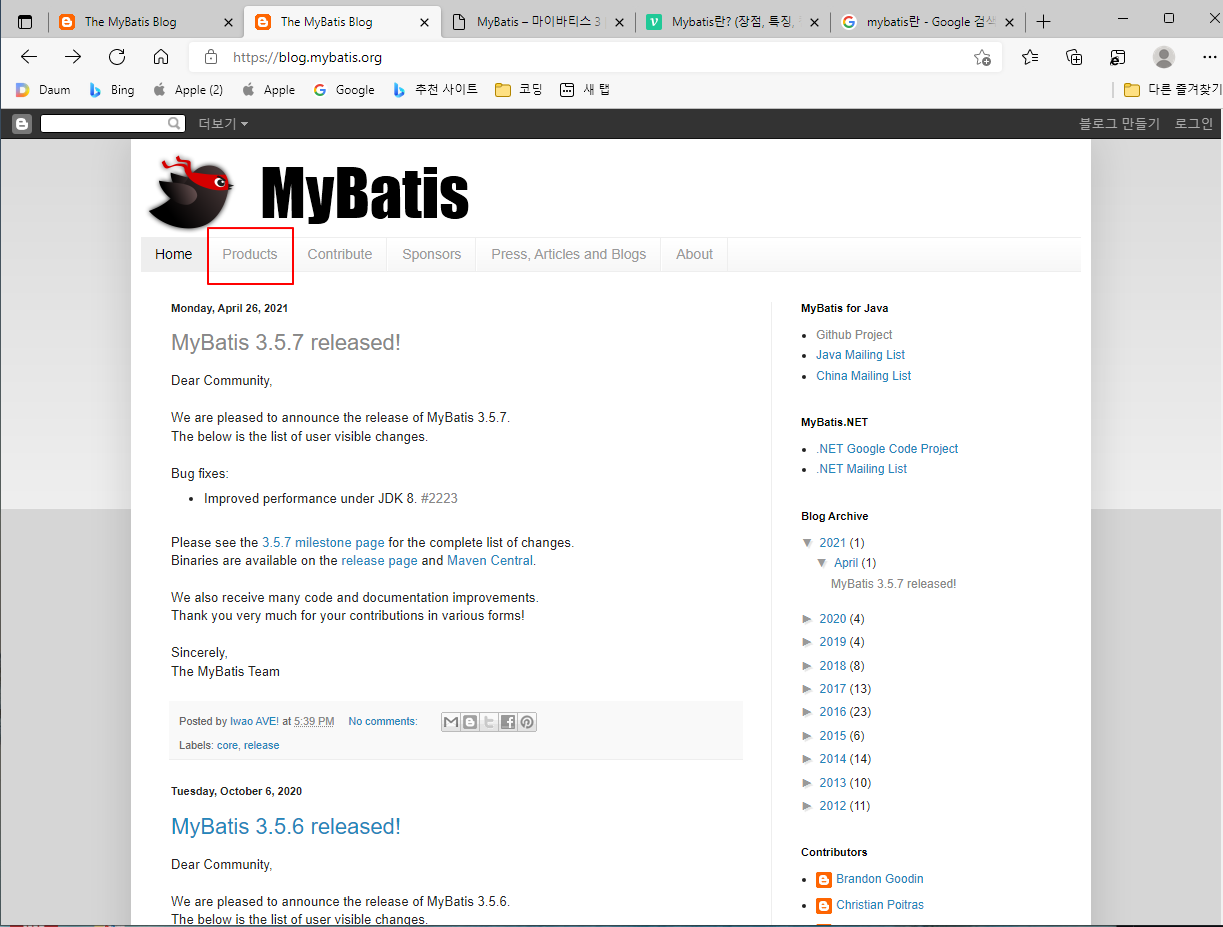 The MyBatis Blog
The MyBatis Blog
MyBatis – 마이바티스 3
Mybatis란? (장점, 특징,
mybatis란 - Google 검색
https://blog.mybatis.org
Daum
Bing
Apple (2)
Apple
Google
추천 사이트
코딩
새 탭
다른 즐겨찾기
더보기
블로그 만들기
로그인
MyBatis
Home
Products
Contribute
Sponsors
Press, Articles and Blogs
About
Monday, April 26, 2021
MyBatis 3.5.7 released!
Dear Community,
We are pleased to announce the release of MyBatis 3.5.7.
The below is the list of user visible changes.
Bug fixes:
• Improved performance under JDK 8. #2223
Please see the 3.5.7 milestone page for the complete list of changes.
Binaries are available on the release page and Maven Central.
We also receive many code and documentation improvements.
Thank you very much for your contributions in various forms!
Sincerely,
The MyBatis Team
Posted by Iwao AVE! at 5:39 PM No comments:
Labels: core, release
Tuesday, October 6, 2020
MyBatis 3.5.6 released!
Dear Community,
We are pleased to announce the release of MyBatis 3.5.6.
The below is the list of user visible changes.
MyBatis for Java
• Github Project
• Java Mailing List
• China Mailing List
MyBatis.NET
• .NET Google Code Project
• .NET Mailing List
Blog Archive
▼ 2021 (1)
▼ April (1)
MyBatis 3.5.7 released!
► 2020 (4)
► 2019 (4)
► 2018 (8)
► 2017 (13)
► 2016 (23)
► 2015 (6)
► 2014 (14)
► 2013 (10)
► 2012 (11)
Contributors
• Brandon Goodin
• Christian Poitras